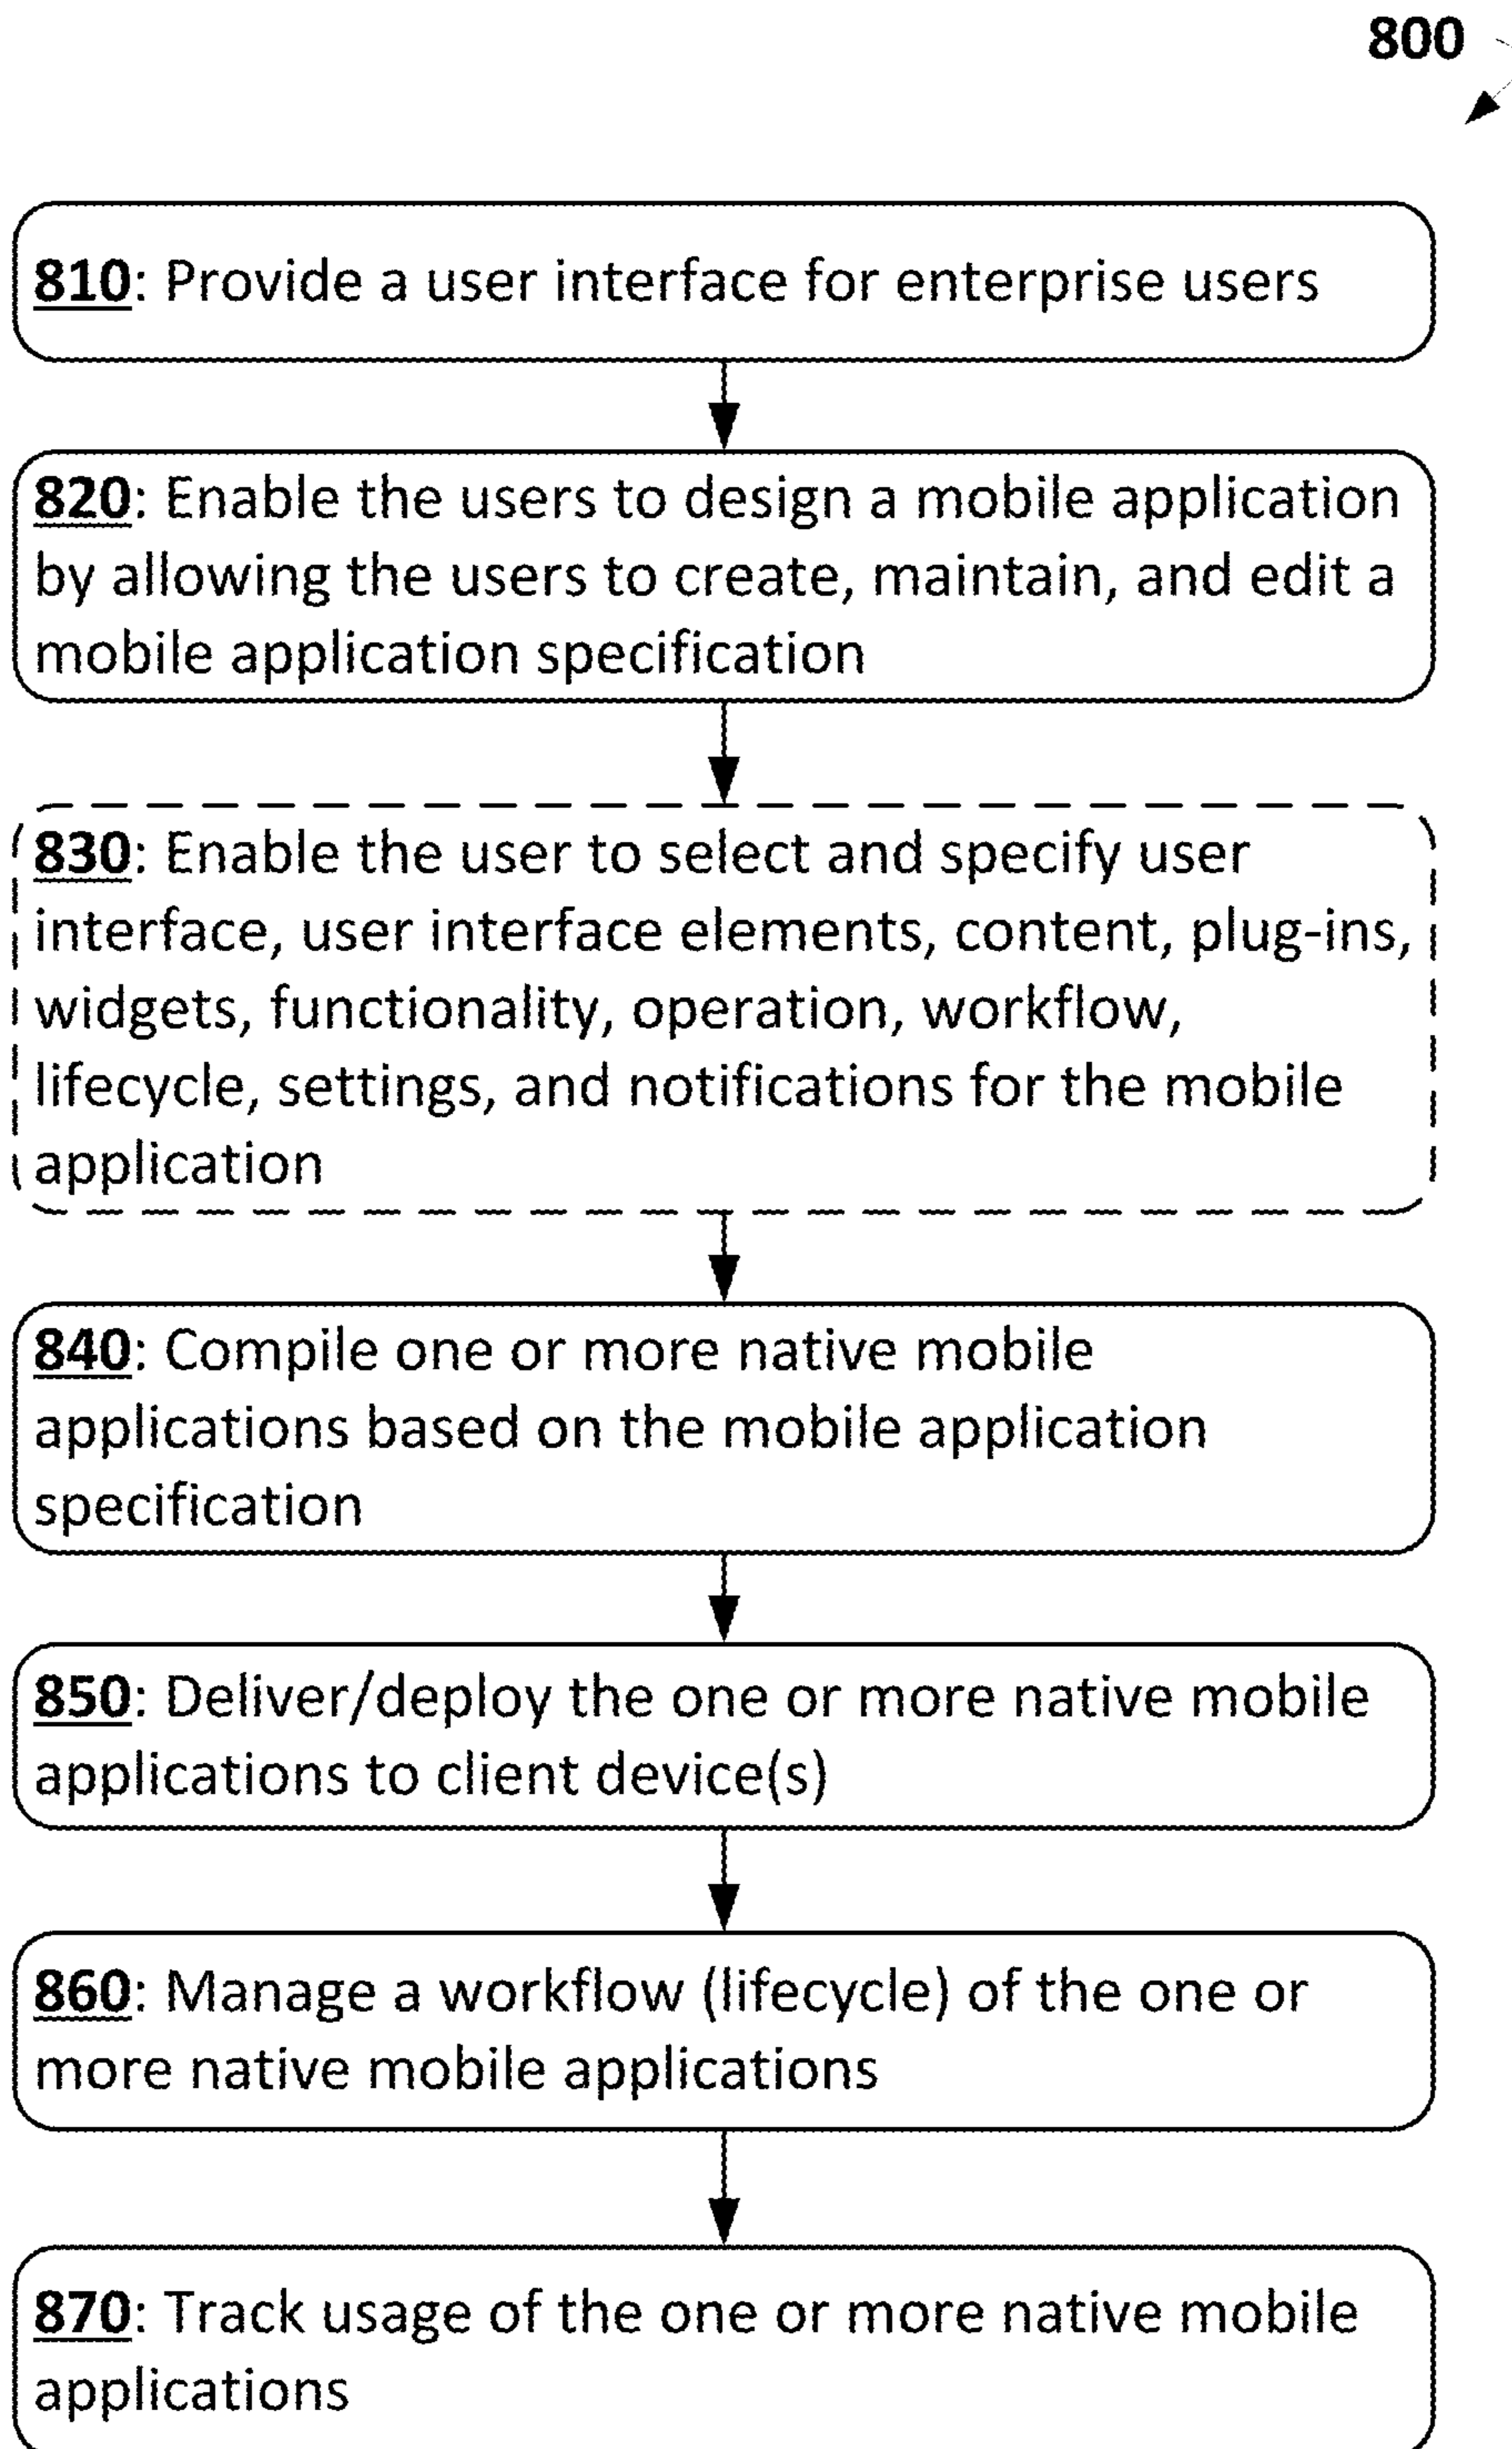 800
810: Provide a user interface for enterprise users
820: Enable the users to design a mobile application
by allowing the users to create, maintain, and edit a
mobile application specification
830: Enable the user to select and specify user
interface, user interface elements, content, plug-ins,
widgets, functionality, operation, workflow,
lifecycle, settings, and notifications for the mobile
application
840: Compile one or more native mobile
applications based on the mobile application
specification
850: Deliver/deploy the one or more native mobile
applications to client device(s)
860: Manage a workflow (lifecycle) of the one or
more native mobile applications
870: Track usage of the one or more native mobile
applications